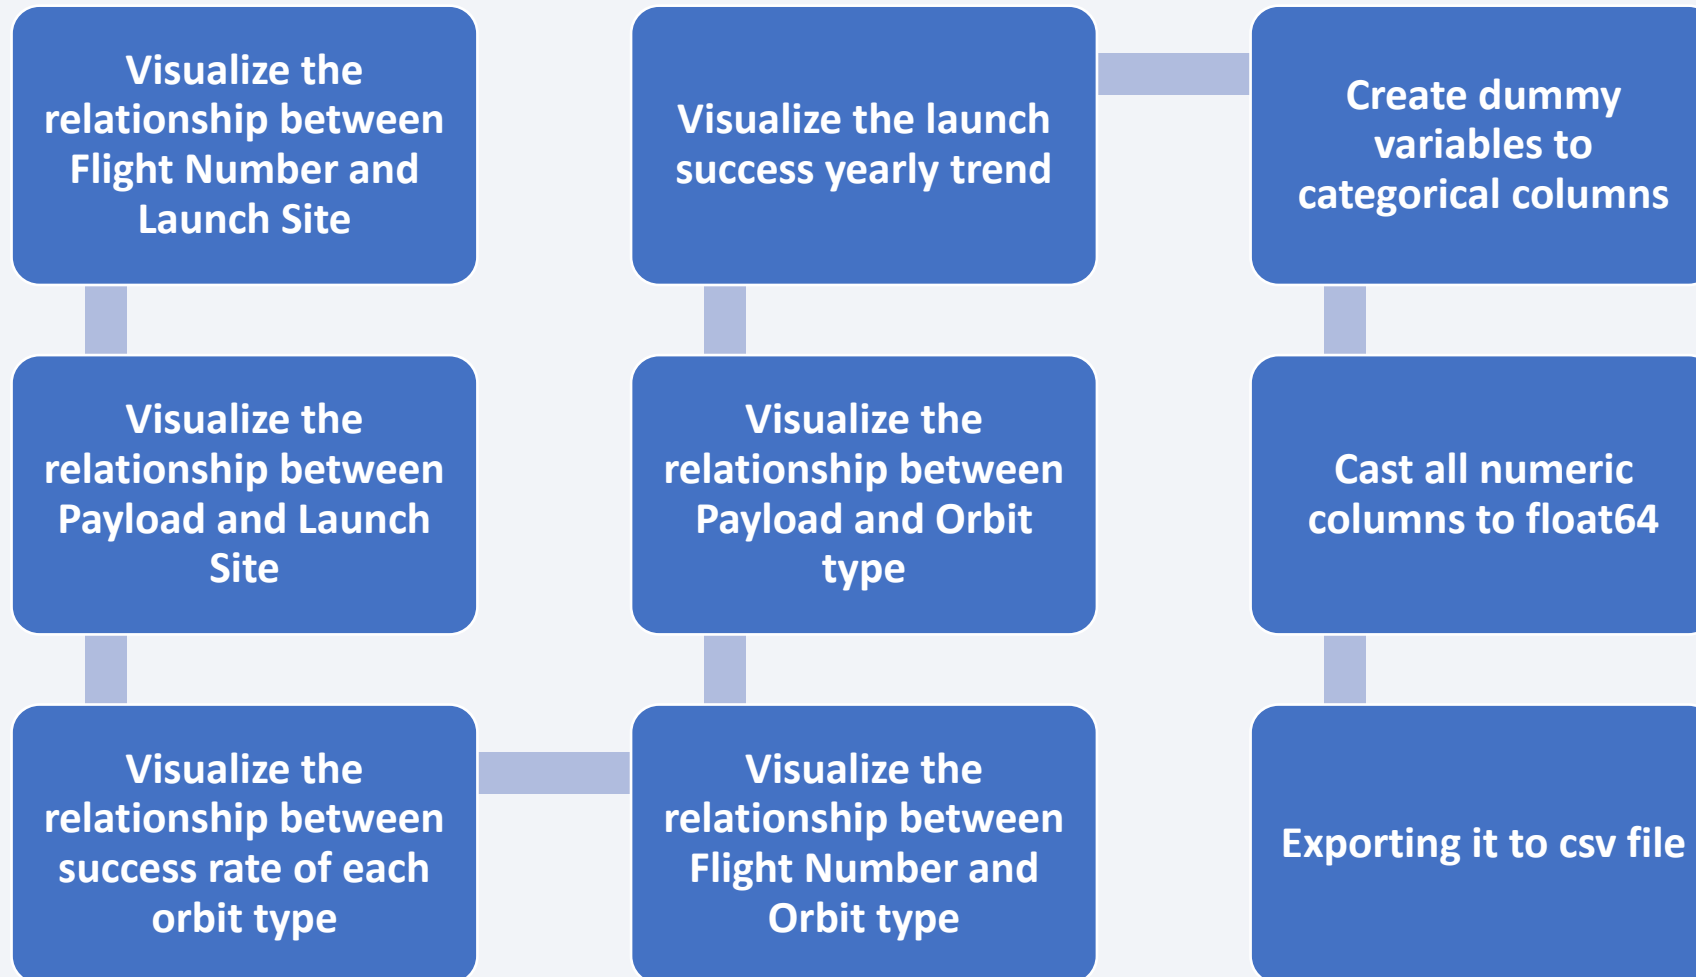 Visualize the
relationship between
Flight Number and
Launch Site
Visualize the
relationship between
Payload and Launch
Site
Visualize the
relationship between
success rate of each
orbit type
Visualize the
relationship between
Flight Number and
Orbit type
Visualize the
relationship between
Payload and Orbit
type
Visualize the launch
success yearly trend
Create dummy
variables to
categorical columns
Cast all numeric
columns to float64
Exporting it to csv file